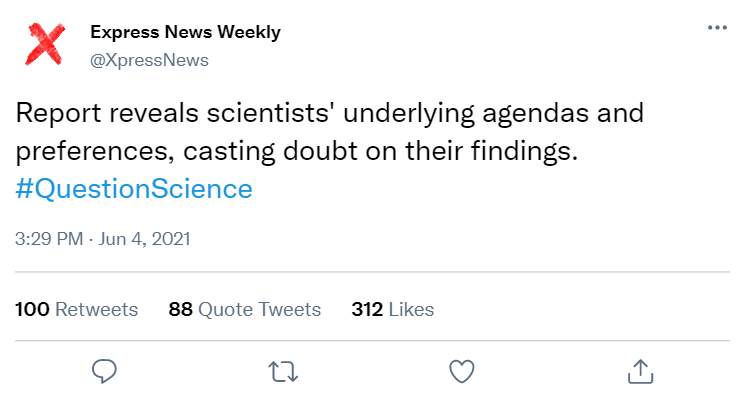 Express News Weekly
@XpressNews
Report reveals scientists' underlying agendas and
preferences, casting doubt on their findings.
#QuestionScience
3:29 PM · Jun 4, 2021
100 Retweets 88 Quote Tweets 312 Likes